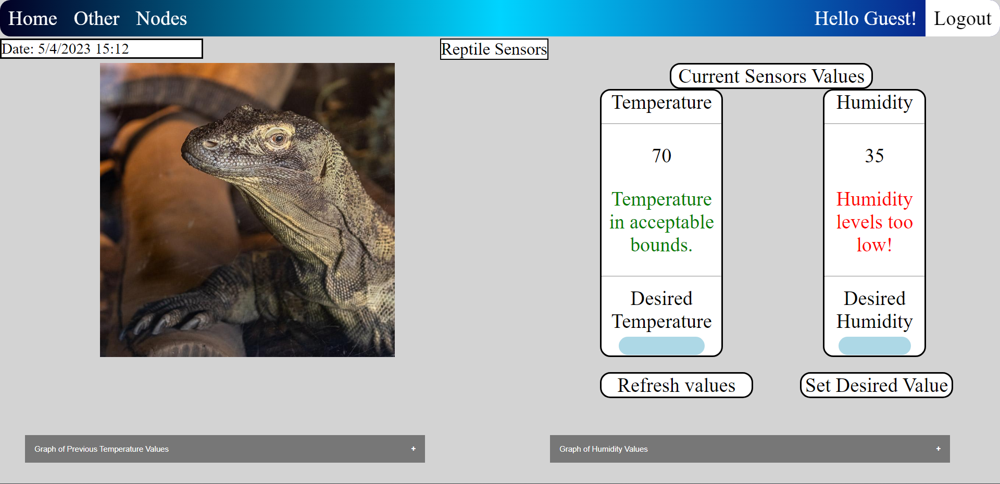 Home Other Nodes Hello Guest! Logout
Date: 5/4/2023 15:12
Reptile Sensors
Current Sensors Values
Temperature
70
Temperature
in acceptable
bounds.
Desired
Temperature
Humidity
35
Humidity
levels too
low!
Desired
Humidity
Refresh values
Set Desired Value
Graph of Previous Temperature Values +
Graph of Humidity Values +